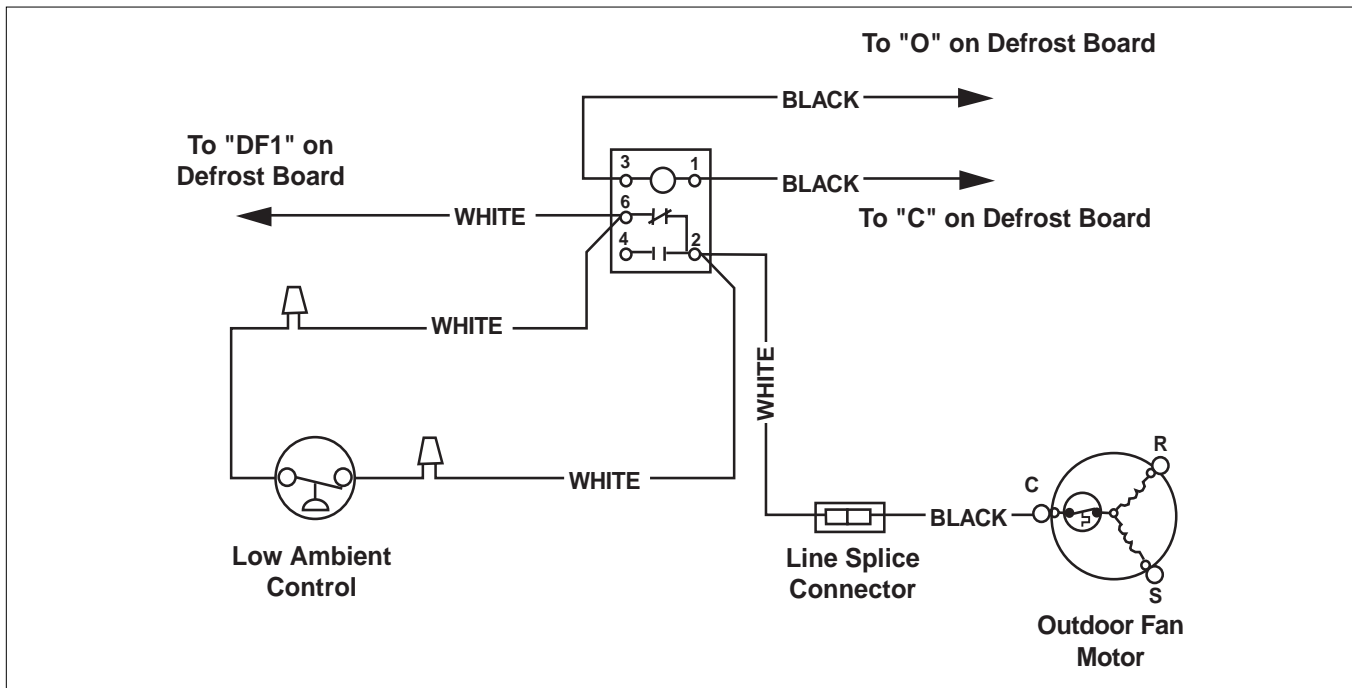 To "O" on Defrost Board
BLACK
To "DF1" on
Defrost Board
3
1
BLACK
To "C" on Defrost Board
6
WHITE
4
2
WHITE
WHITE
WHITE
Low Ambient
Control
Line Splice
Connector
BLACK
C
R
S
Outdoor Fan
Motor